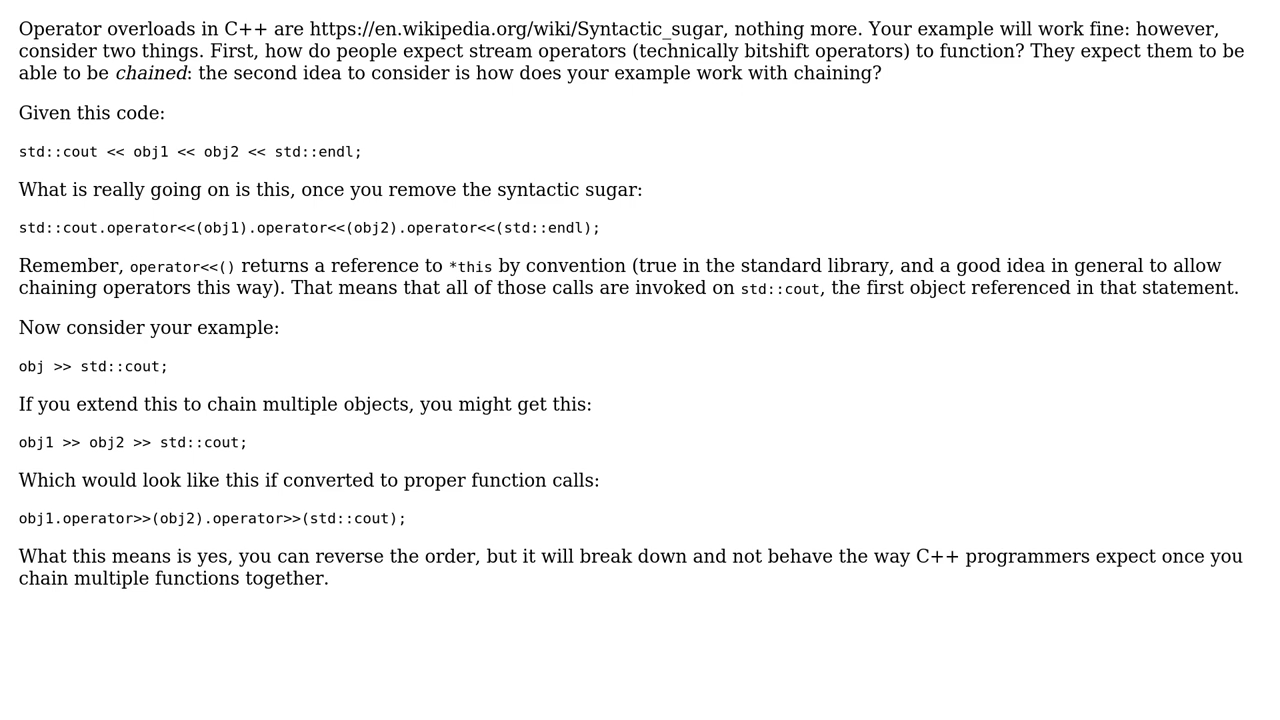 Operator overloads in C++ are https://en.wikipedia.org/wiki/Syntactic_sugar, nothing more. Your example will work fine: however,
consider two things. First, how do people expect stream operators (technically bitshift operators) to function? They expect them to be
able to be chained: the second idea to consider is how does your example work with chaining?
Given this code:
std::cout << obj1 << obj2 << std::endl;
What is really going on is this, once you remove the syntactic sugar:
std::cout.operator<<(obj1).operator<<(obj2).operator<<(std::endl);
Remember, operator<<() returns a reference to *this by convention (true in the standard library, and a good idea in general to allow
chaining operators this way). That means that all of those calls are invoked on std::cout, the first object referenced in that statement.
Now consider your example:
obj >> std::cout;
If you extend this to chain multiple objects, you might get this:
obj1 >> obj2 >> std::cout;
Which would look like this if converted to proper function calls:
obj1.operator>>(obj2).operator>>(std::cout);
What this means is yes, you can reverse the order, but it will break down and not behave the way C++ programmers expect once you
chain multiple functions together.